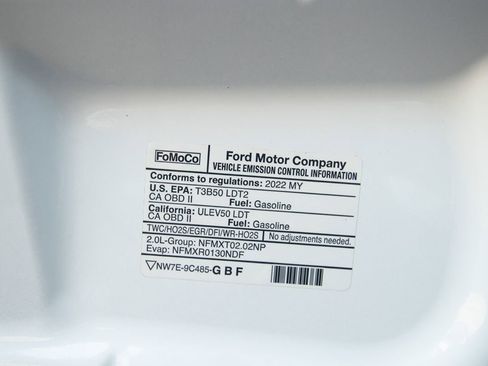 FoMoCo
Ford Motor Company
VEHICLE EMISSION CONTROL INFORMATION
Conforms to regulations: 2022 MY
U.S. EPA: T3B50 LDT2
CA OBD II Fuel: Gasoline
California: ULEV50 LDT
CA OBD II Fuel: Gasoline
TWC/HO2S/EGR/DFI/WR-HO2S No adjustments needed.
2.0L-Group: NFMXT02.02NP
Evap: NFMXR0130NDF
NW7E-9C485-GBF